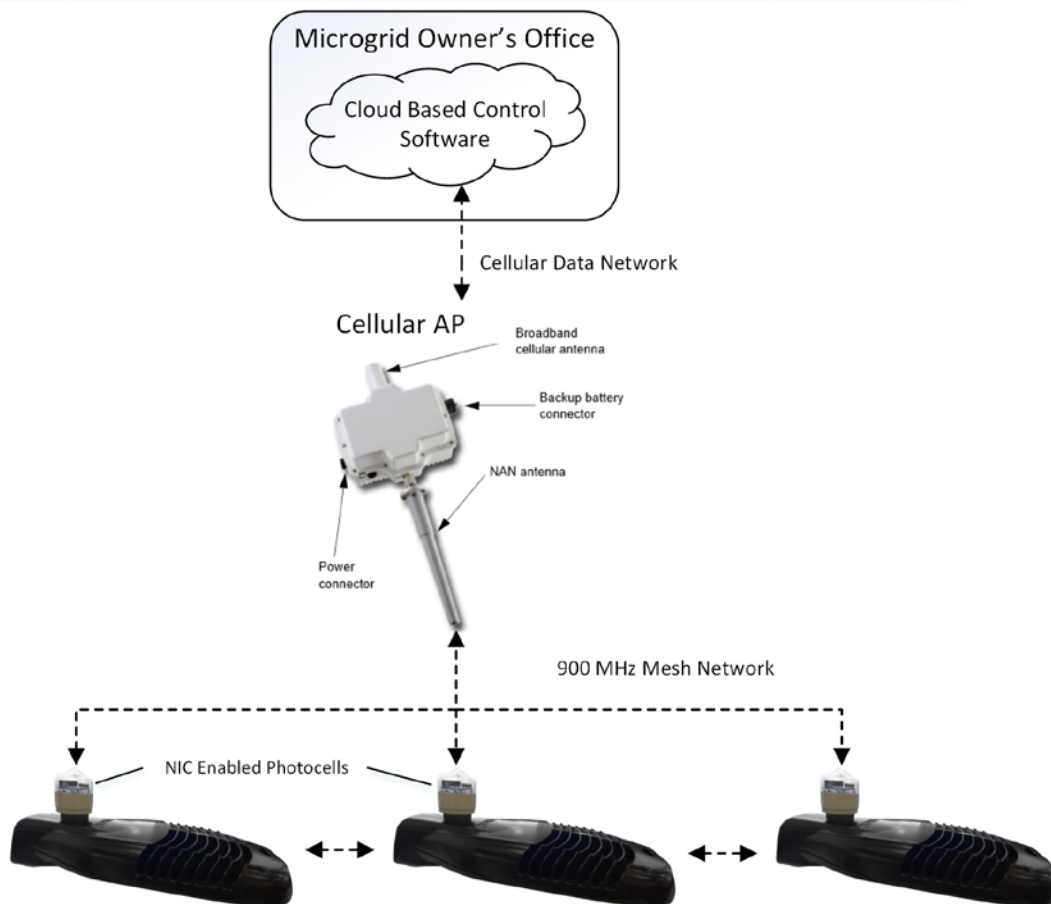 Microgrid Owner's Office
Cloud Based Control
Software
Cellular Data Network
Cellular AP
Broadband
cellular antenna
Backup battery
connector
NAN antenna
Power
connector
900 MHz Mesh Network
NIC Enabled Photocells